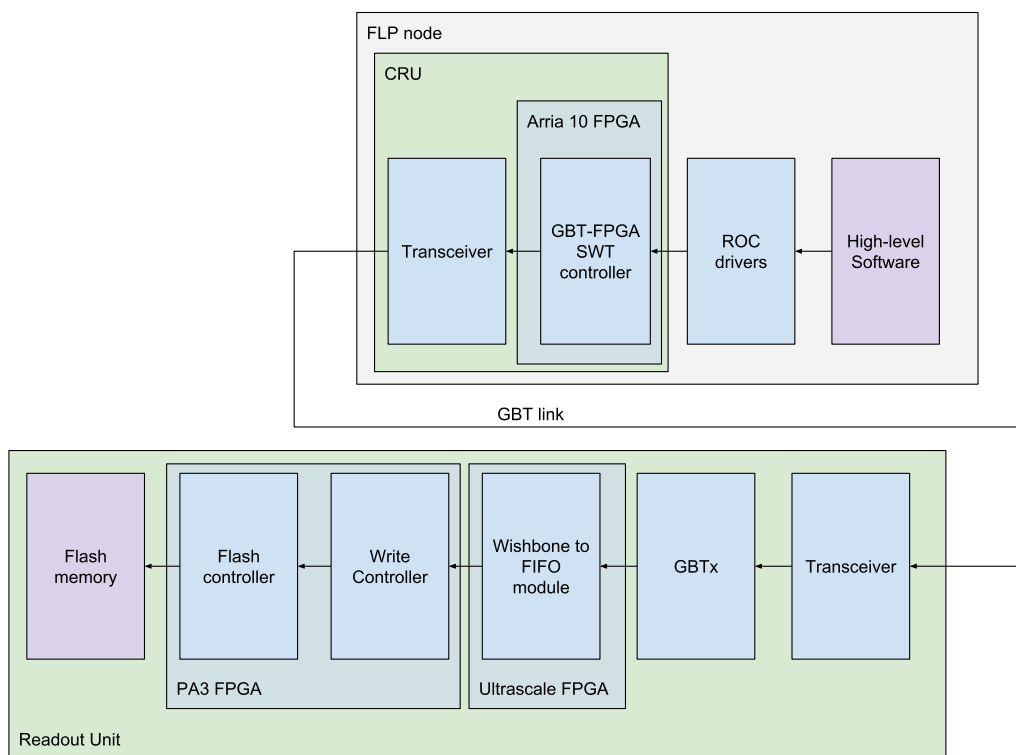 FLP node
CRU
Arria 10 FPGA
Transceiver
GBT-FPGA
SWT
controller
ROC
drivers
High-level
Software
GBT link
Flash
memory
Flash
controller
Write
Controller
Wishbone to
FIFO
module
GBTx
Transceiver
PA3 FPGA
Ultrascale FPGA
Readout Unit